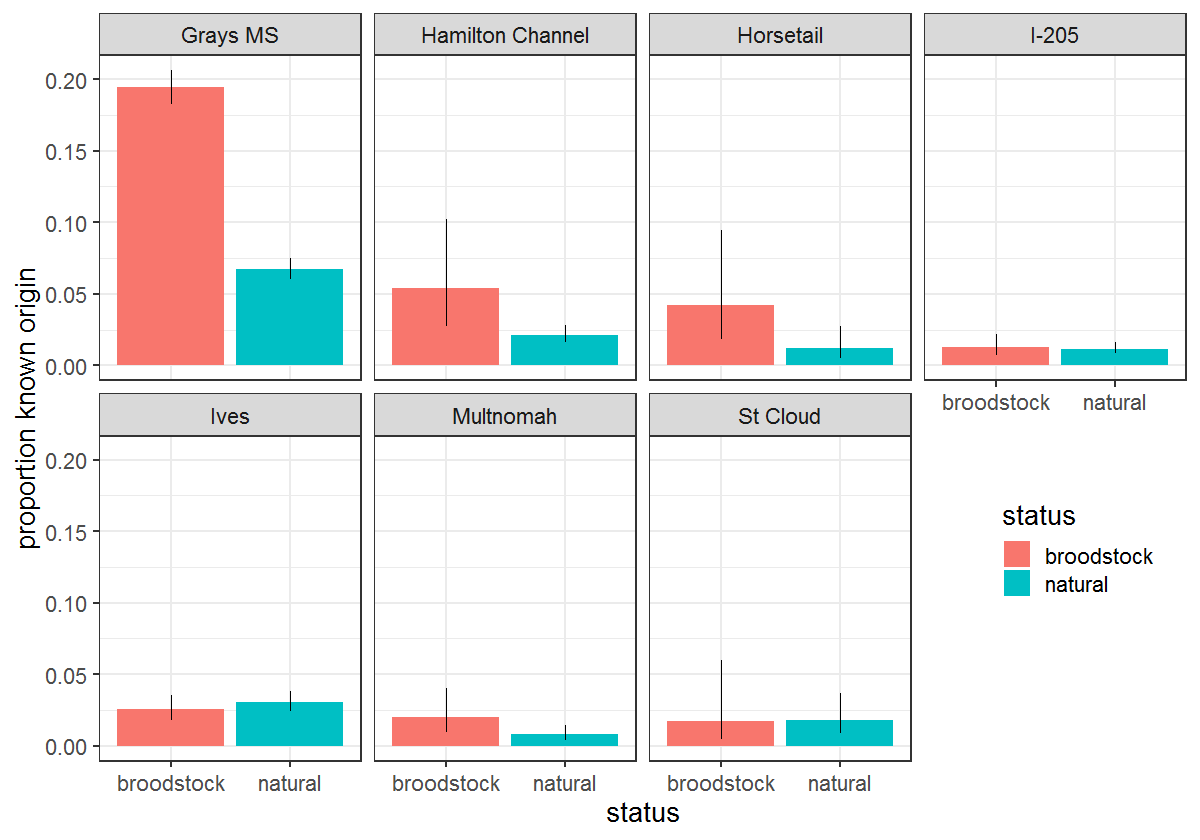 Grays MS
Hamilton Channel
Horsetail
I-205
0.20
0.15
0.10
0.05
0.00
broodstock natural
Ives
Multnomah
St Cloud
0.20
0.15
0.10
0.05
0.00
broodstock natural
broodstock natural
broodstock natural
status
proportion known origin
status
broodstock
natural